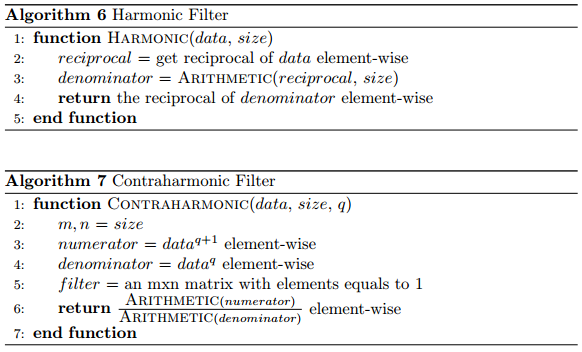 Algorithm 6 Harmonic Filter
1: function HARMONIC(data, size)
2: reciprocal = get reciprocal of data element-wise
3: denominator = ARITHMETIC(reciprocal, size)
4: return the reciprocal of denominator element-wise
5: end function
Algorithm 7 Contraharmonic Filter
1: function CONTRAHARMONIC(data, size, q)
2: m, n = size
3: numerator = data^{q+1} element-wise
4: denominator = data^{q} element-wise
5: filter = an mxn matrix with elements equals to 1
6: return \frac{ARITHMETIC(numerator)}{ARITHMETIC(denominator)} element-wise
7: end function